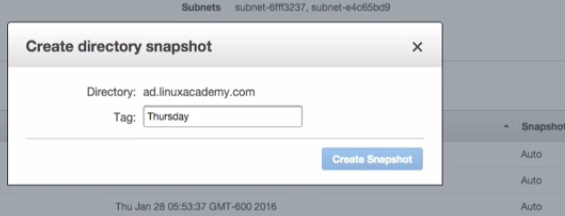 Subnets subnet-6fff3237, subnet-e4c65bd9
Create directory snapshot
Directory: ad.linuxacademy.com
Tag: Thursday
Snapshot
Create Snapshot
Auto
Auto
Thu Jan 28 05:53:37 GMT-600 2016 Auto